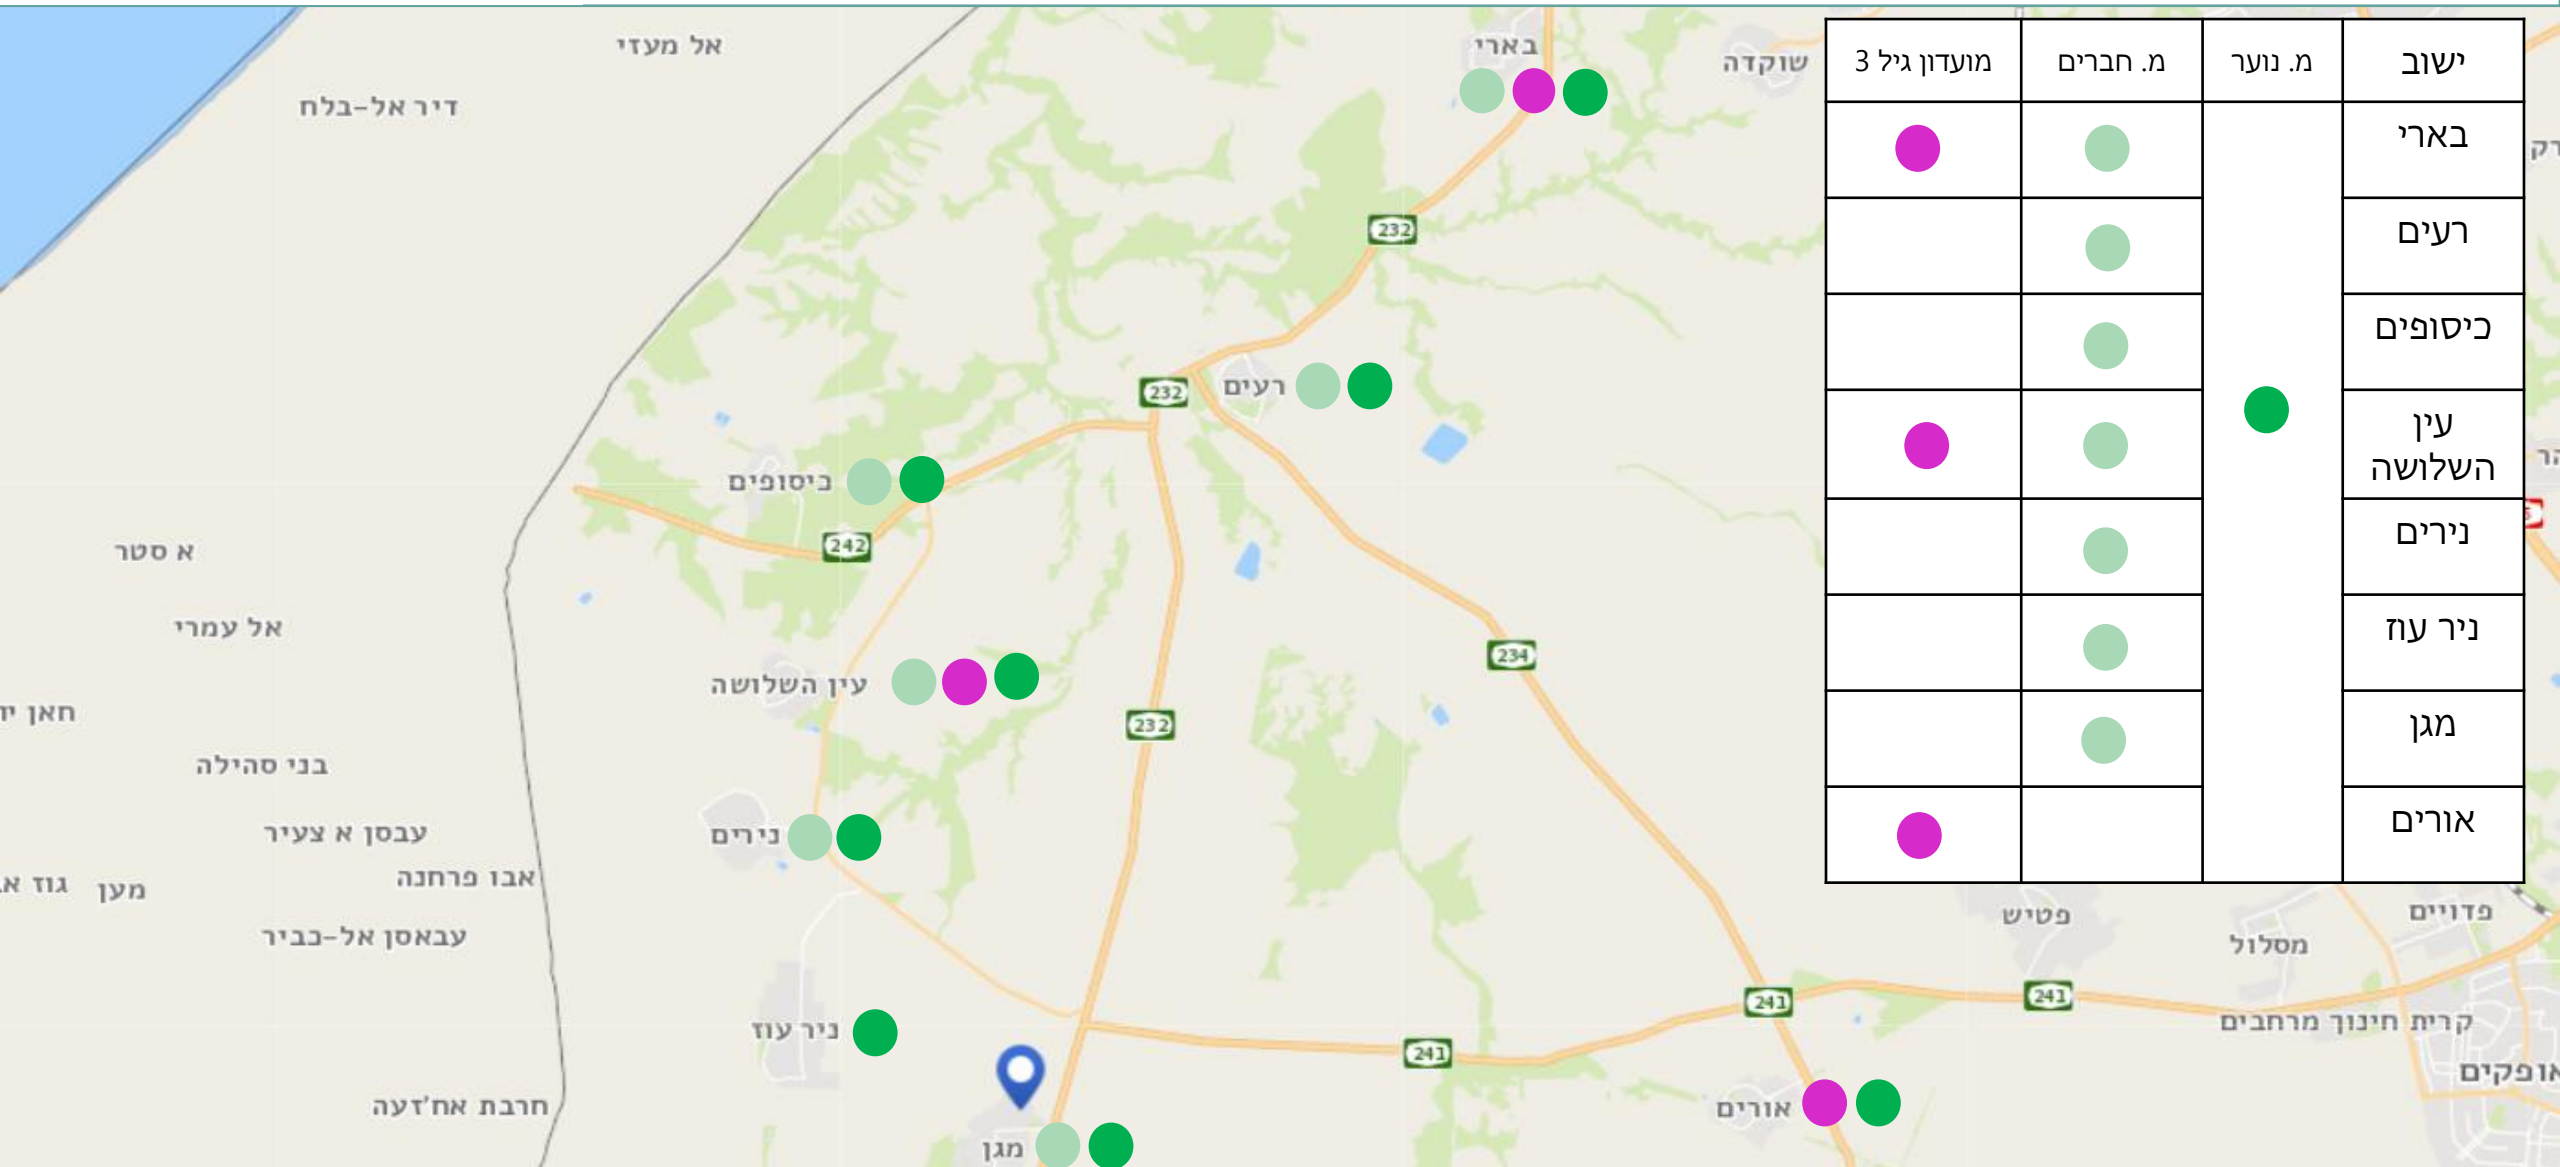 ישוב מ. נוער מ. חברים מועדון גיל 3
בארי
רעים
כיסופים
עין
השלושה
נירים
ניר עוז
מגן
אורים
אל מעזי
בארי
שוקדה
דיר אל-בלח
232
232
רעים
כיסופים
242
א סטר
אל עמרי
234
עין השלושה
חאן
232
בני סהילה
עבסן א צעיר
נירים
אבו פרחנה
מען
גוז
פטיש
פדויים
עבאסן אל-כביר
מסלול
241
241
ניר עוז
קרית חינוך מרחבים
241
אופקים
חרבת אח'זעה
אורים
מגן